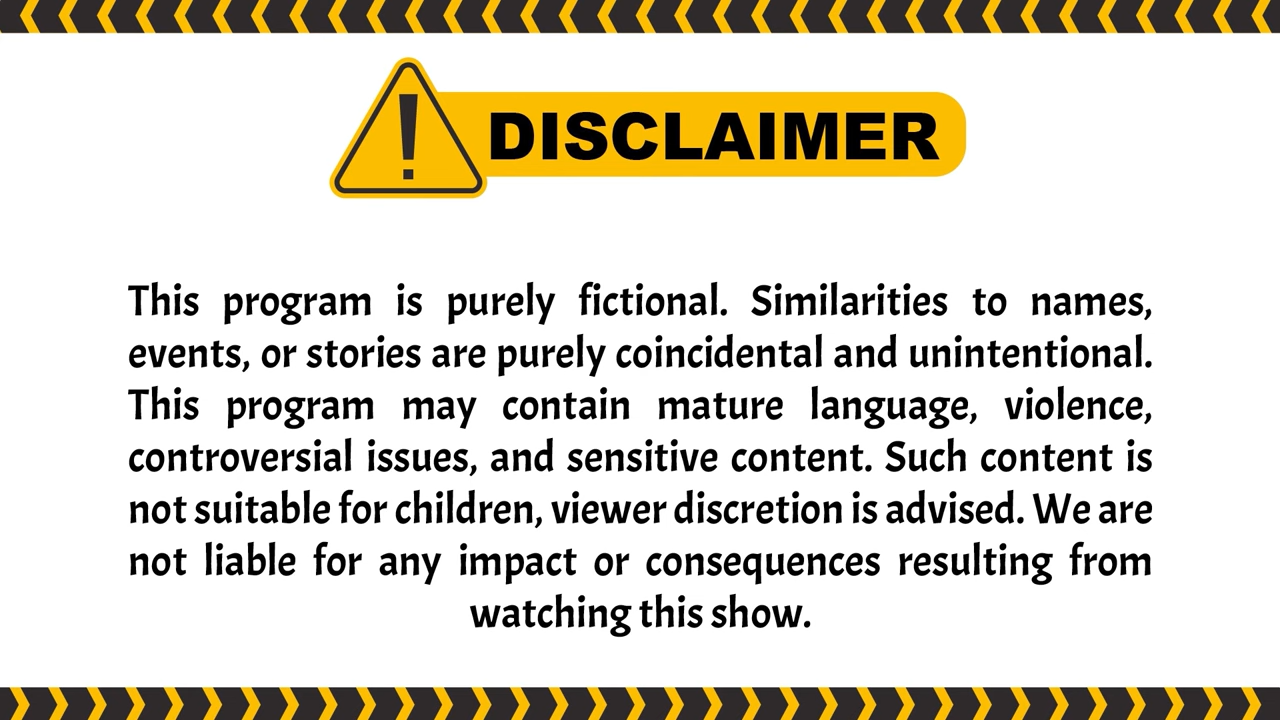 DISCLAIMER
This program is purely fictional. Similarities to names,
events, or stories are purely coincidental and unintentional.
This program may contain mature language, violence,
controversial issues, and sensitive content. Such content is
not suitable for children, viewer discretion is advised. We are
not liable for any impact or consequences resulting from
watching this show.